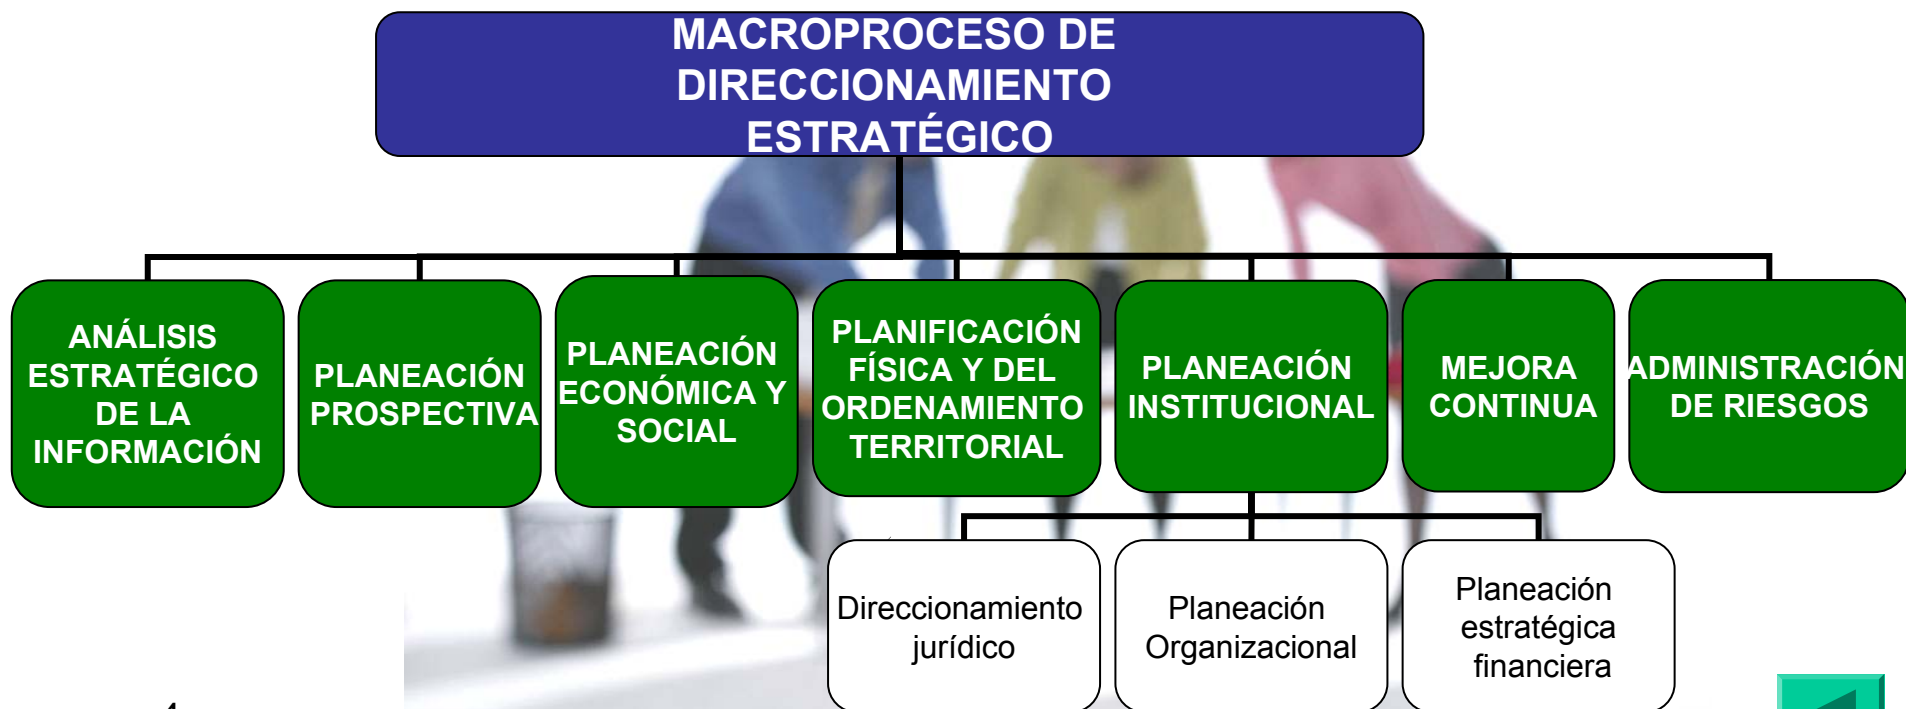 MACROPROCESO DE
DIRECCIONAMIENTO
ESTRATÉGICO
ANÁLISIS
ESTRATÉGICO
DE LA
INFORMACIÓN
PLANEACIÓN
PROSPECTIVA
PLANEACIÓN
ECONÓMICA Y
SOCIAL
PLANIFICACIÓN
FÍSICA Y DEL
ORDENAMIENTO
TERRITORIAL
PLANEACIÓN
INSTITUCIONAL
MEJORA
CONTINUA
ADMINISTRACIÓN
DE RIESGOS
Direccionamiento
jurídico
Planeación
Organizacional
Planeación
estratégica
financiera